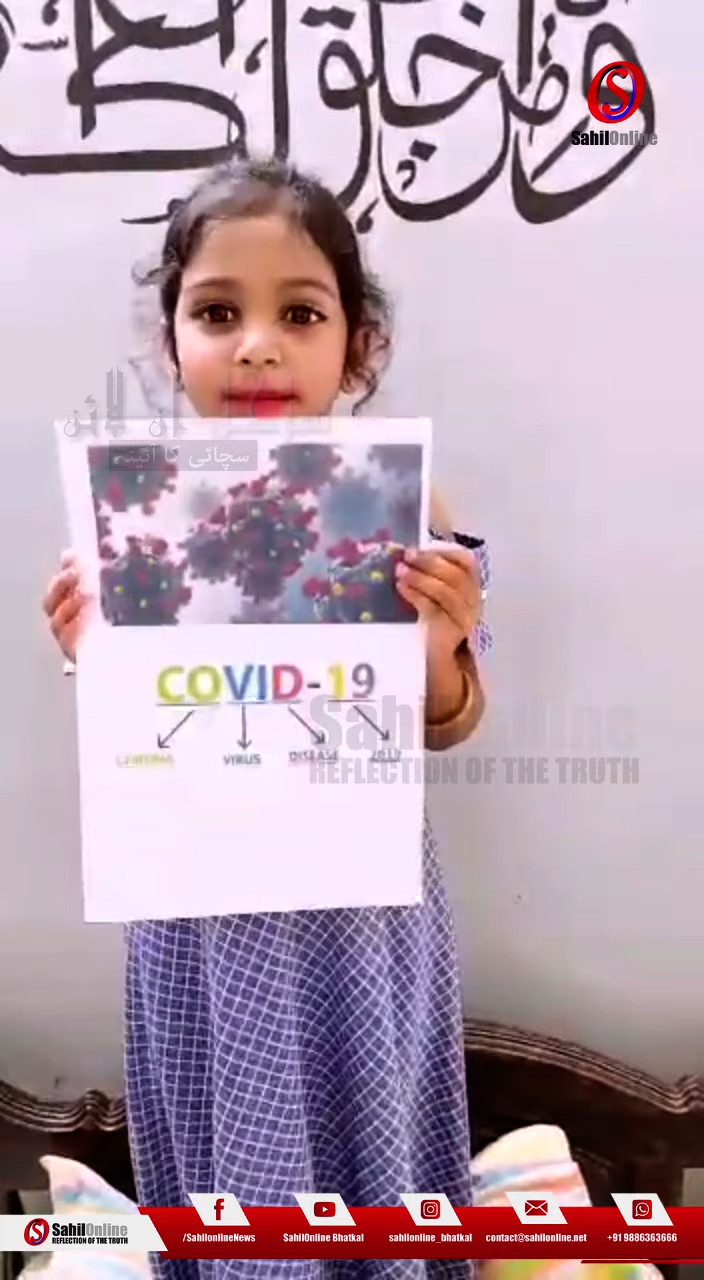 SahilOnline
سچائی کا آئینہ
COVID-19
VIRUS
DISEASE
2019
SahilOnline
REFLECTION OF THE TRUTH
SahilOnline
REFLECTION OF THE TRUTH
/SahilonlineNews
SahilOnline Bhatkal
sahilonline_bhatkal
contact@sahilonline.net
+91 9886363666